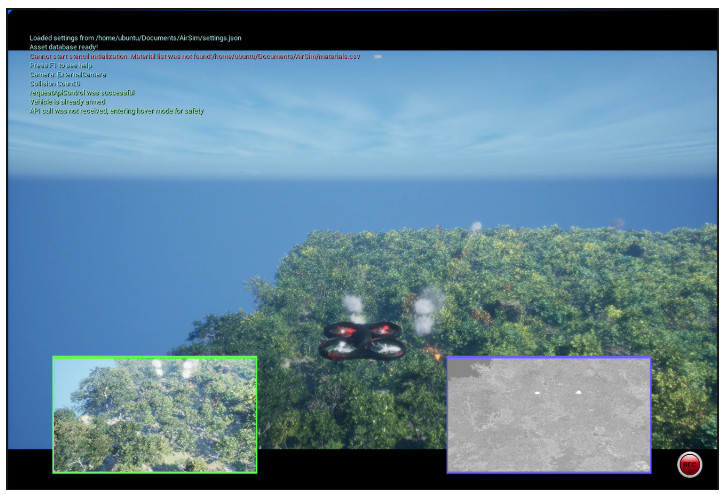 Loaded settings from /home/ubuntu/Documents/AirSim/settings.json
Asset database ready!
Cannot start stencil initialization. Material list was not found:/home/ubuntu/Documents/AirSim/materials.csv
Press F1 to see help
Camera: ExternalCamera
Collision Count:0
requestApiControl was successful
Vehicle is already armed
API call was not received, entering hover mode for safety
REC